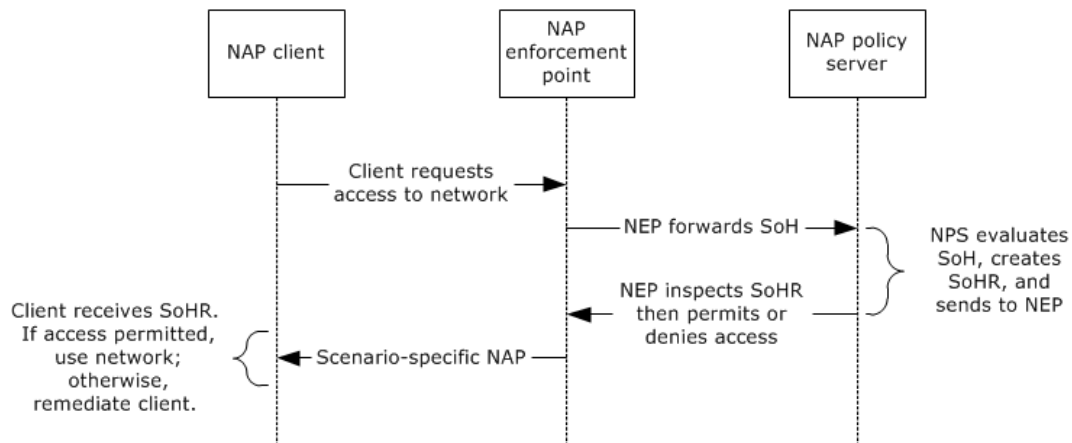 NAP client
NAP
enforcement
point
NAP policy
server
Client requests
access to network
NEP forwards SoH
NPS evaluates
SoH, creates
SoHR, and
sends to NEP
NEP inspects SoHR
then permits or
denies access
Client receives SoHR.
If access permitted,
use network;
otherwise,
remediate client.
Scenario-specific NAP